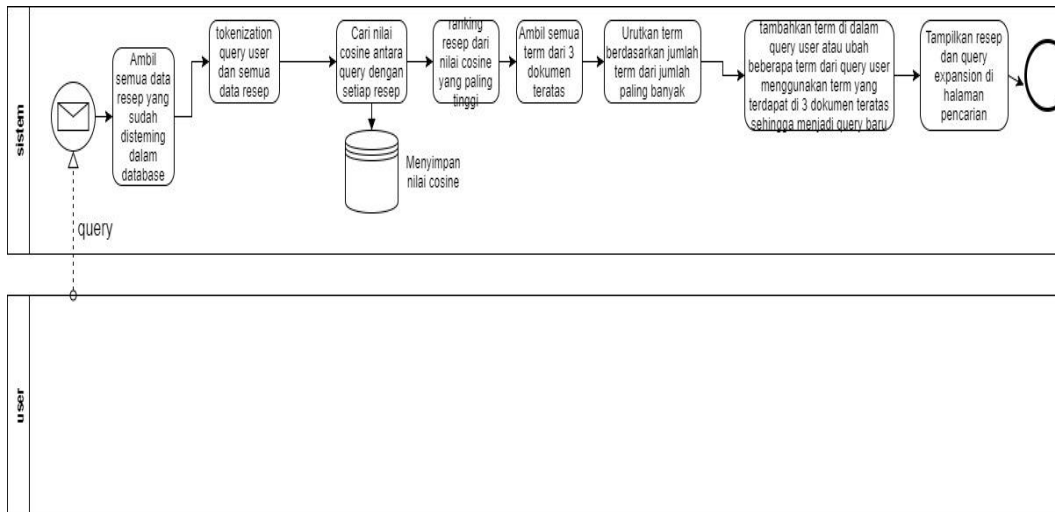 sistem
Ambil
semua data
resep yang
sudah
disteming
dalam
database
tokenization
query user
dan semua
data resep
Cari nilai
cosine antara
query dengan
setiap resep
ranking
resep dari
nilai cosine
yang paling
tinggi
Ambil semua
term dari 3
dokumen
teratas
Urutkan term
berdasarkan jumlah
term dari jumlah
paling banyak
tambahkan term di dalam
query user atau ubah
beberapa term dari query user
menggunakan term yang
terdapat di 3 dokumen teratas
sehingga menjadi query baru
Tampilkan resep
dan query
expansion di
halaman
pencarian
Menyimpan
nilai cosine
query
user